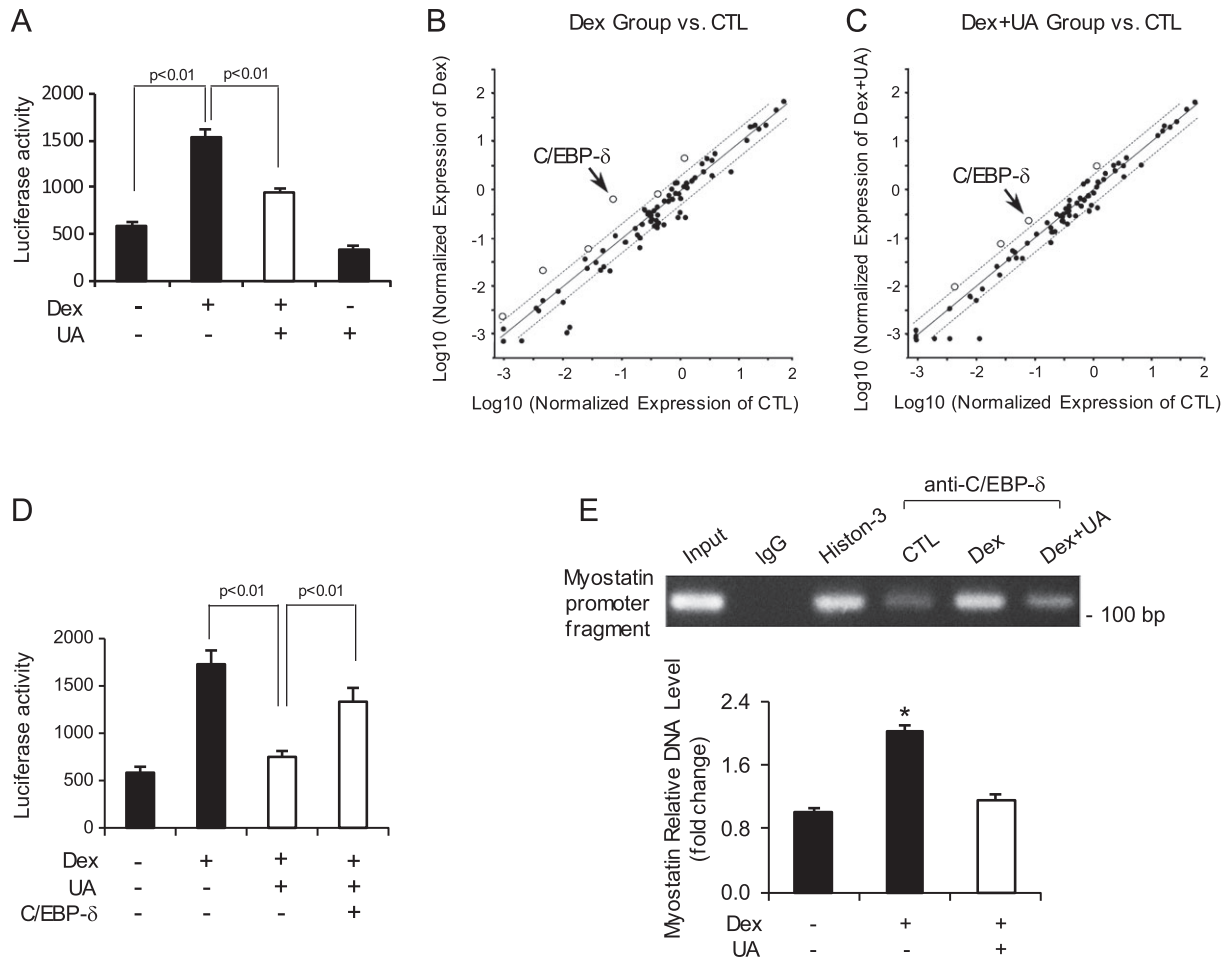 A
p<0.01
p<0.01
Luciferase activity
2000
1500
1000
500
0
Dex - + + -
UA - - + +
B
Dex Group vs. CTL
Log10 (Normalized Expression of Dex)
2
1
0
-1
-2
-3
C/EBP-δ
-3 -2 -1 0 1 2
Log10 (Normalized Expression of CTL)
C
Dex+UA Group vs. CTL
Log10 (Normalized Expression of Dex+UA)
2
1
0
-1
-2
-3
C/EBP-δ
-3 -2 -1 0 1 2
Log10 (Normalized Expression of CTL)
D
p<0.01
p<0.01
Luciferase activity
2000
1500
1000
500
0
Dex - + + +
UA - - + +
C/EBP-δ - - - +
E
anti-C/EBP-δ
Input IgG Histon-3 CTL Dex Dex+UA
Myostatin
promoter
fragment
- 100 bp
Myostatin Relative DNA Level
(fold change)
2.4
1.6
0.8
0.0
*
Dex - + +
UA - - +